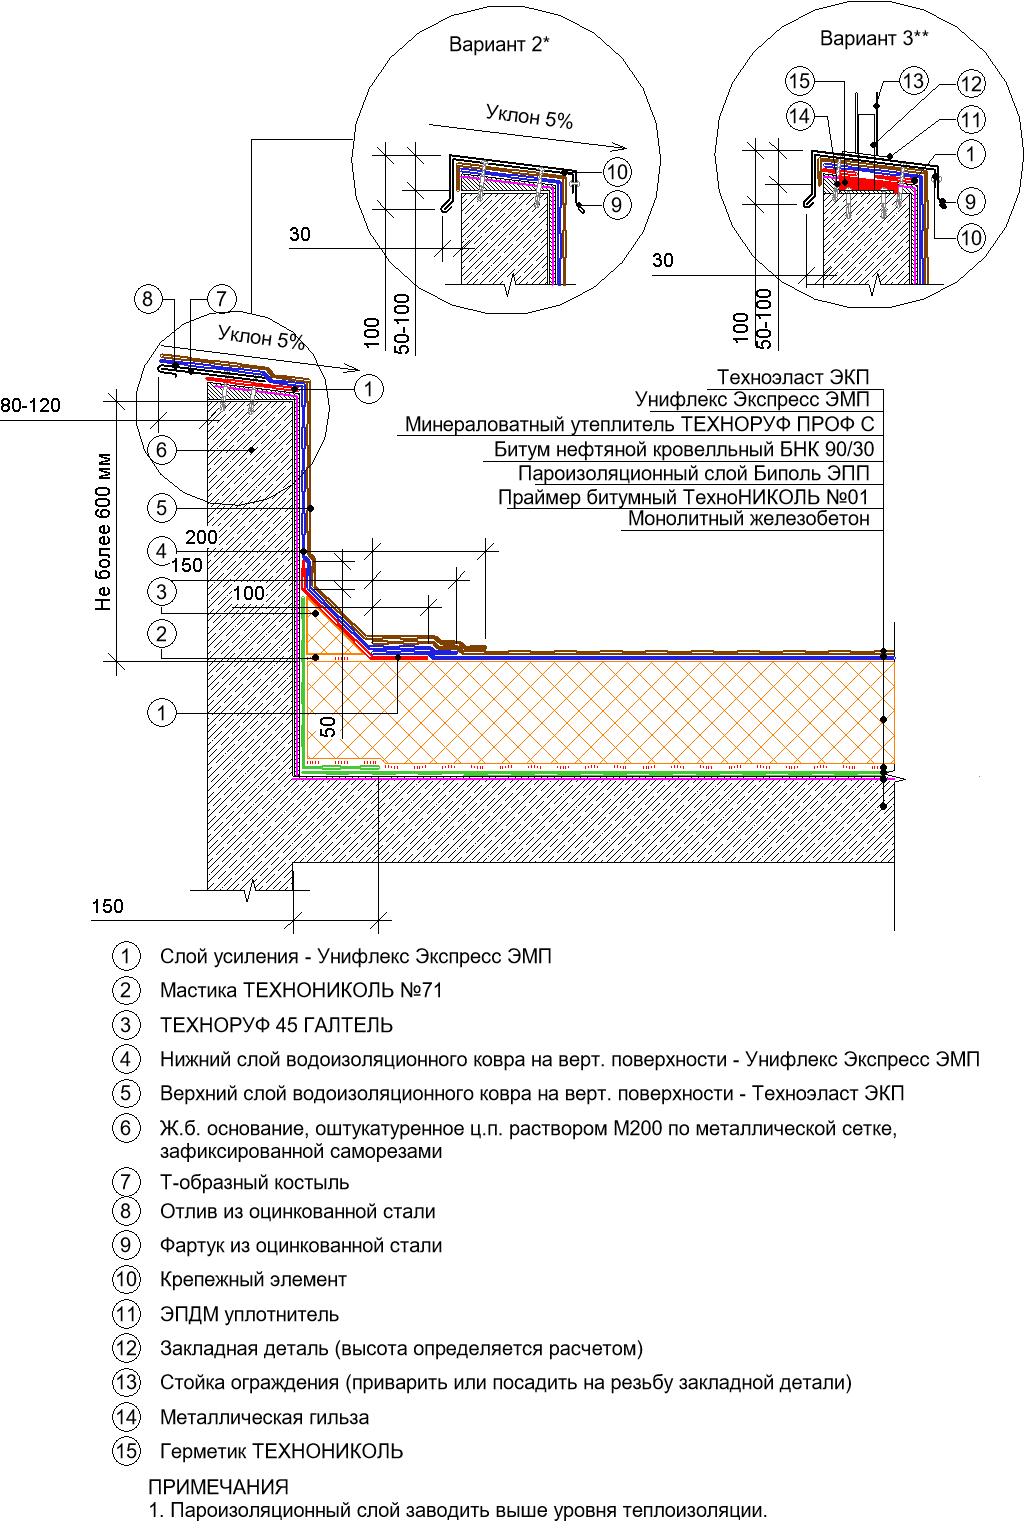 Вариант 2*
Вариант 3**
15
13
14
12
11
1
9
10
Уклон 5%
10
9
30
100
50-100
30
100
50-100
8
7
Уклон 5%
1
80-120
6
Не более 600 мм
5
200
4
150
3
100
2
1
50
150
Техноэласт ЭКП
Унифлекс Экспресс ЭМП
Минераловатный утеплитель ТЕХНОРУФ ПРОФ С
Битум нефтяной кровелльный БНК 90/30
Пароизоляционный слой Биполь ЭПП
Праймер битумный ТехноНИКОЛЬ №01
Монолитный железобетон
1 Слой усиления - Унифлекс Экспресс ЭМП
2 Мастика ТЕХНОНИКОЛЬ №71
3 ТЕХНОРУФ 45 ГАЛТЕЛЬ
4 Нижний слой водоизоляционного ковра на верт. поверхности - Унифлекс Экспресс ЭМП
5 Верхний слой водоизоляционного ковра на верт. поверхности - Техноэласт ЭКП
6 Ж.б. основание, оштукатуренное ц.п. раствором М200 по металлической сетке,
зафиксированной саморезами
7 Т-образный костыль
8 Отлив из оцинкованной стали
9 Фартук из оцинкованной стали
10 Крепежный элемент
11 ЭПДМ уплотнитель
12 Закладная деталь (высота определяется расчетом)
13 Стойка ограждения (приварить или посадить на резьбу закладной детали)
14 Металлическая гильза
15 Герметик ТЕХНОНИКОЛЬ
ПРИМЕЧАНИЯ
1. Пароизоляционный слой заводить выше уровня теплоизоляции.